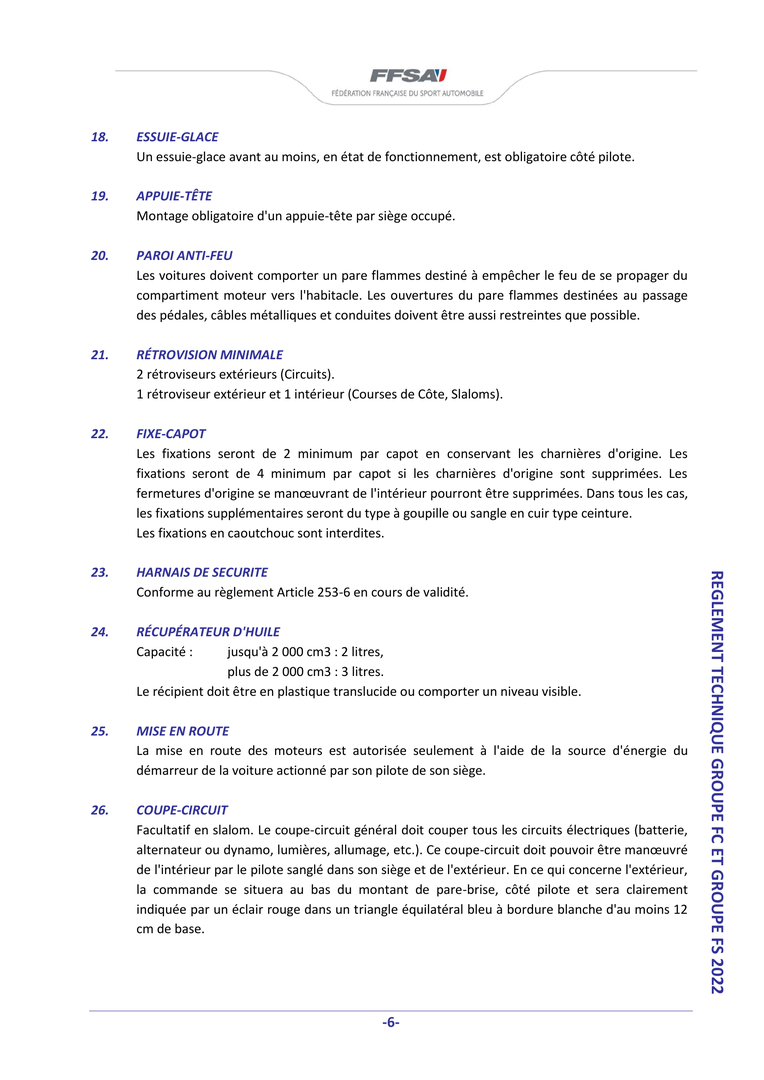 FFSA
FÉDÉRATION FRANÇAISE DU SPORT AUTOMOBILE
18. ESSUIE-GLACE
Un essuie-glace avant au moins, en état de fonctionnement, est obligatoire côté pilote.
19. APPUIE-TÊTE
Montage obligatoire d'un appuie-tête par siège occupé.
20. PAROI ANTI-FEU
Les voitures doivent comporter un pare flammes destiné à empêcher le feu de se propager du
compartiment moteur vers l'habitacle. Les ouvertures du pare flammes destinées au passage
des pédales, câbles métalliques et conduites doivent être aussi restreintes que possible.
21. RÉTROVISION MINIMALE
2 rétroviseurs extérieurs (Circuits).
1 rétroviseur extérieur et 1 intérieur (Courses de Côte, Slaloms).
22. FIXE-CAPOT
Les fixations seront de 2 minimum par capot en conservant les charnières d'origine. Les
fixations seront de 4 minimum par capot si les charnières d'origine sont supprimées. Les
fermetures d'origine se manœuvrant de l'intérieur pourront être supprimées. Dans tous les cas,
les fixations supplémentaires seront du type à goupille ou sangle en cuir type ceinture.
Les fixations en caoutchouc sont interdites.
23. HARNAIS DE SECURITE
Conforme au règlement Article 253-6 en cours de validité.
24. RÉCUPÉRATEUR D'HUILE
Capacité : jusqu'à 2 000 cm3 : 2 litres,
plus de 2 000 cm3 : 3 litres.
Le récipient doit être en plastique translucide ou comporter un niveau visible.
25. MISE EN ROUTE
La mise en route des moteurs est autorisée seulement à l'aide de la source d'énergie du
démarreur de la voiture actionné par son pilote de son siège.
26. COUPE-CIRCUIT
Facultatif en slalom. Le coupe-circuit général doit couper tous les circuits électriques (batterie,
alternateur ou dynamo, lumières, allumage, etc.). Ce coupe-circuit doit pouvoir être manœuvré
de l'intérieur par le pilote sanglé dans son siège et de l'extérieur. En ce qui concerne l'extérieur,
la commande se situera au bas du montant de pare-brise, côté pilote et sera clairement
indiquée par un éclair rouge dans un triangle équilatéral bleu à bordure blanche d'au moins 12
cm de base.
REGLEMENT TECHNIQUE GROUPE FC ET GROUPE FS 2022
-6-